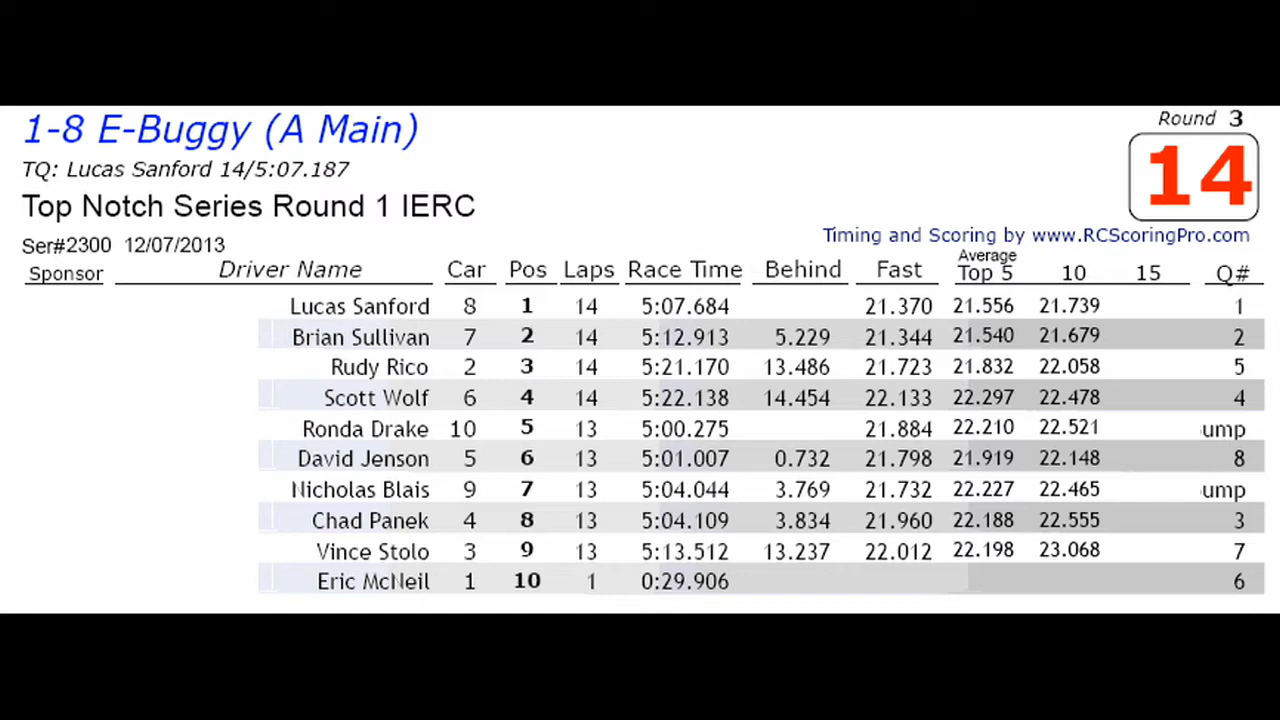 1-8 E-Buggy (A Main)
Round 3
TQ: Lucas Sanford 14/5:07.187
14
Top Notch Series Round 1 IERC
Timing and Scoring by www.RCScoringPro.com
Ser#2300 12/07/2013
Sponsor Driver Name Car Pos Laps Race Time Behind Fast Average Top 5 10 15 Q#
Lucas Sanford 8 1 14 5:07.684 21.370 21.556 21.739 1
Brian Sullivan 7 2 14 5:12.913 5.229 21.344 21.540 21.679 2
Rudy Rico 2 3 14 5:21.170 13.486 21.723 21.832 22.058 5
Scott Wolf 6 4 14 5:22.138 14.454 22.133 22.297 22.478 4
Ronda Drake 10 5 13 5:00.275 21.884 22.210 22.521 ump
David Jenson 5 6 13 5:01.007 0.732 21.798 21.919 22.148 8
Nicholas Blais 9 7 13 5:04.044 3.769 21.732 22.227 22.465 ump
Chad Panek 4 8 13 5:04.109 3.834 21.960 22.188 22.555 3
Vince Stolo 3 9 13 5:13.512 13.237 22.012 22.198 23.068 7
Eric McNeil 1 10 1 0:29.906 6